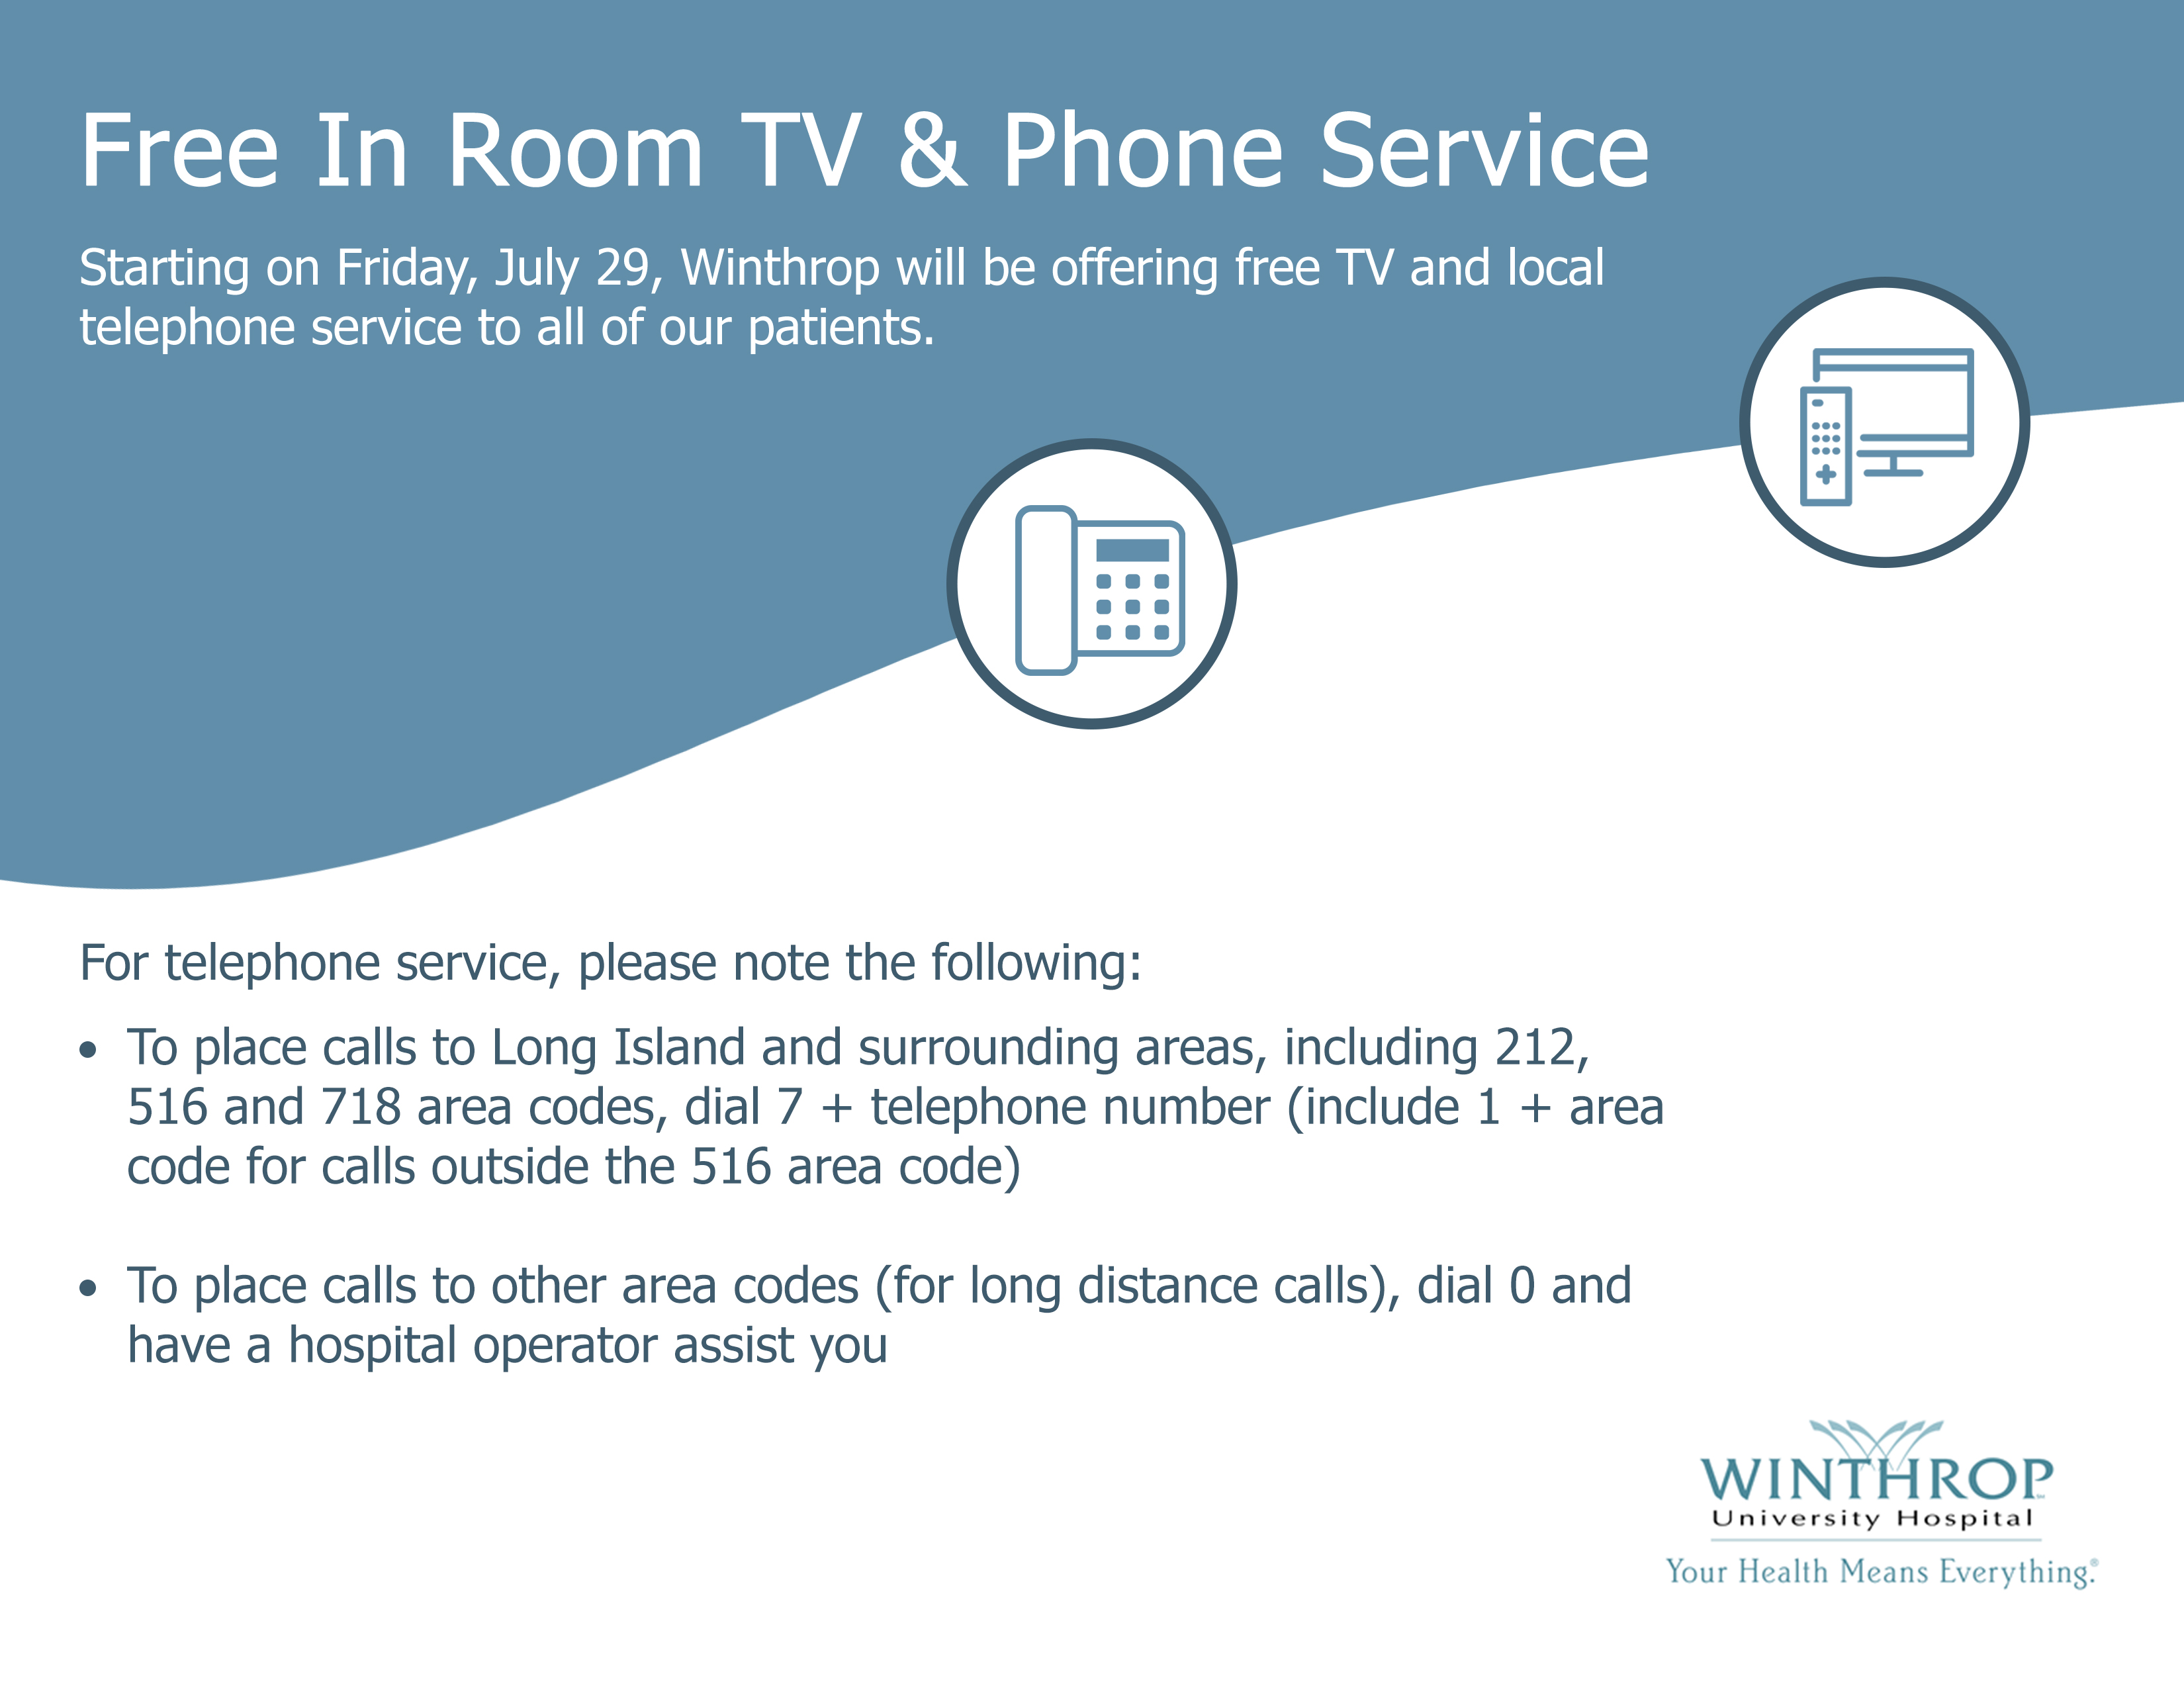 Free In Room TV & Phone Service
Starting on Friday, July 29, Winthrop will be offering free TV and local
telephone service to all of our patients.
For telephone service, please note the following:
• To place calls to Long Island and surrounding areas, including 212,
516 and 718 area codes, dial 7 + telephone number (include 1 + area
code for calls outside the 516 area code)
• To place calls to other area codes (for long distance calls), dial 0 and
have a hospital operator assist you
WINTHROP℠
University Hospital
Your Health Means Everything.®